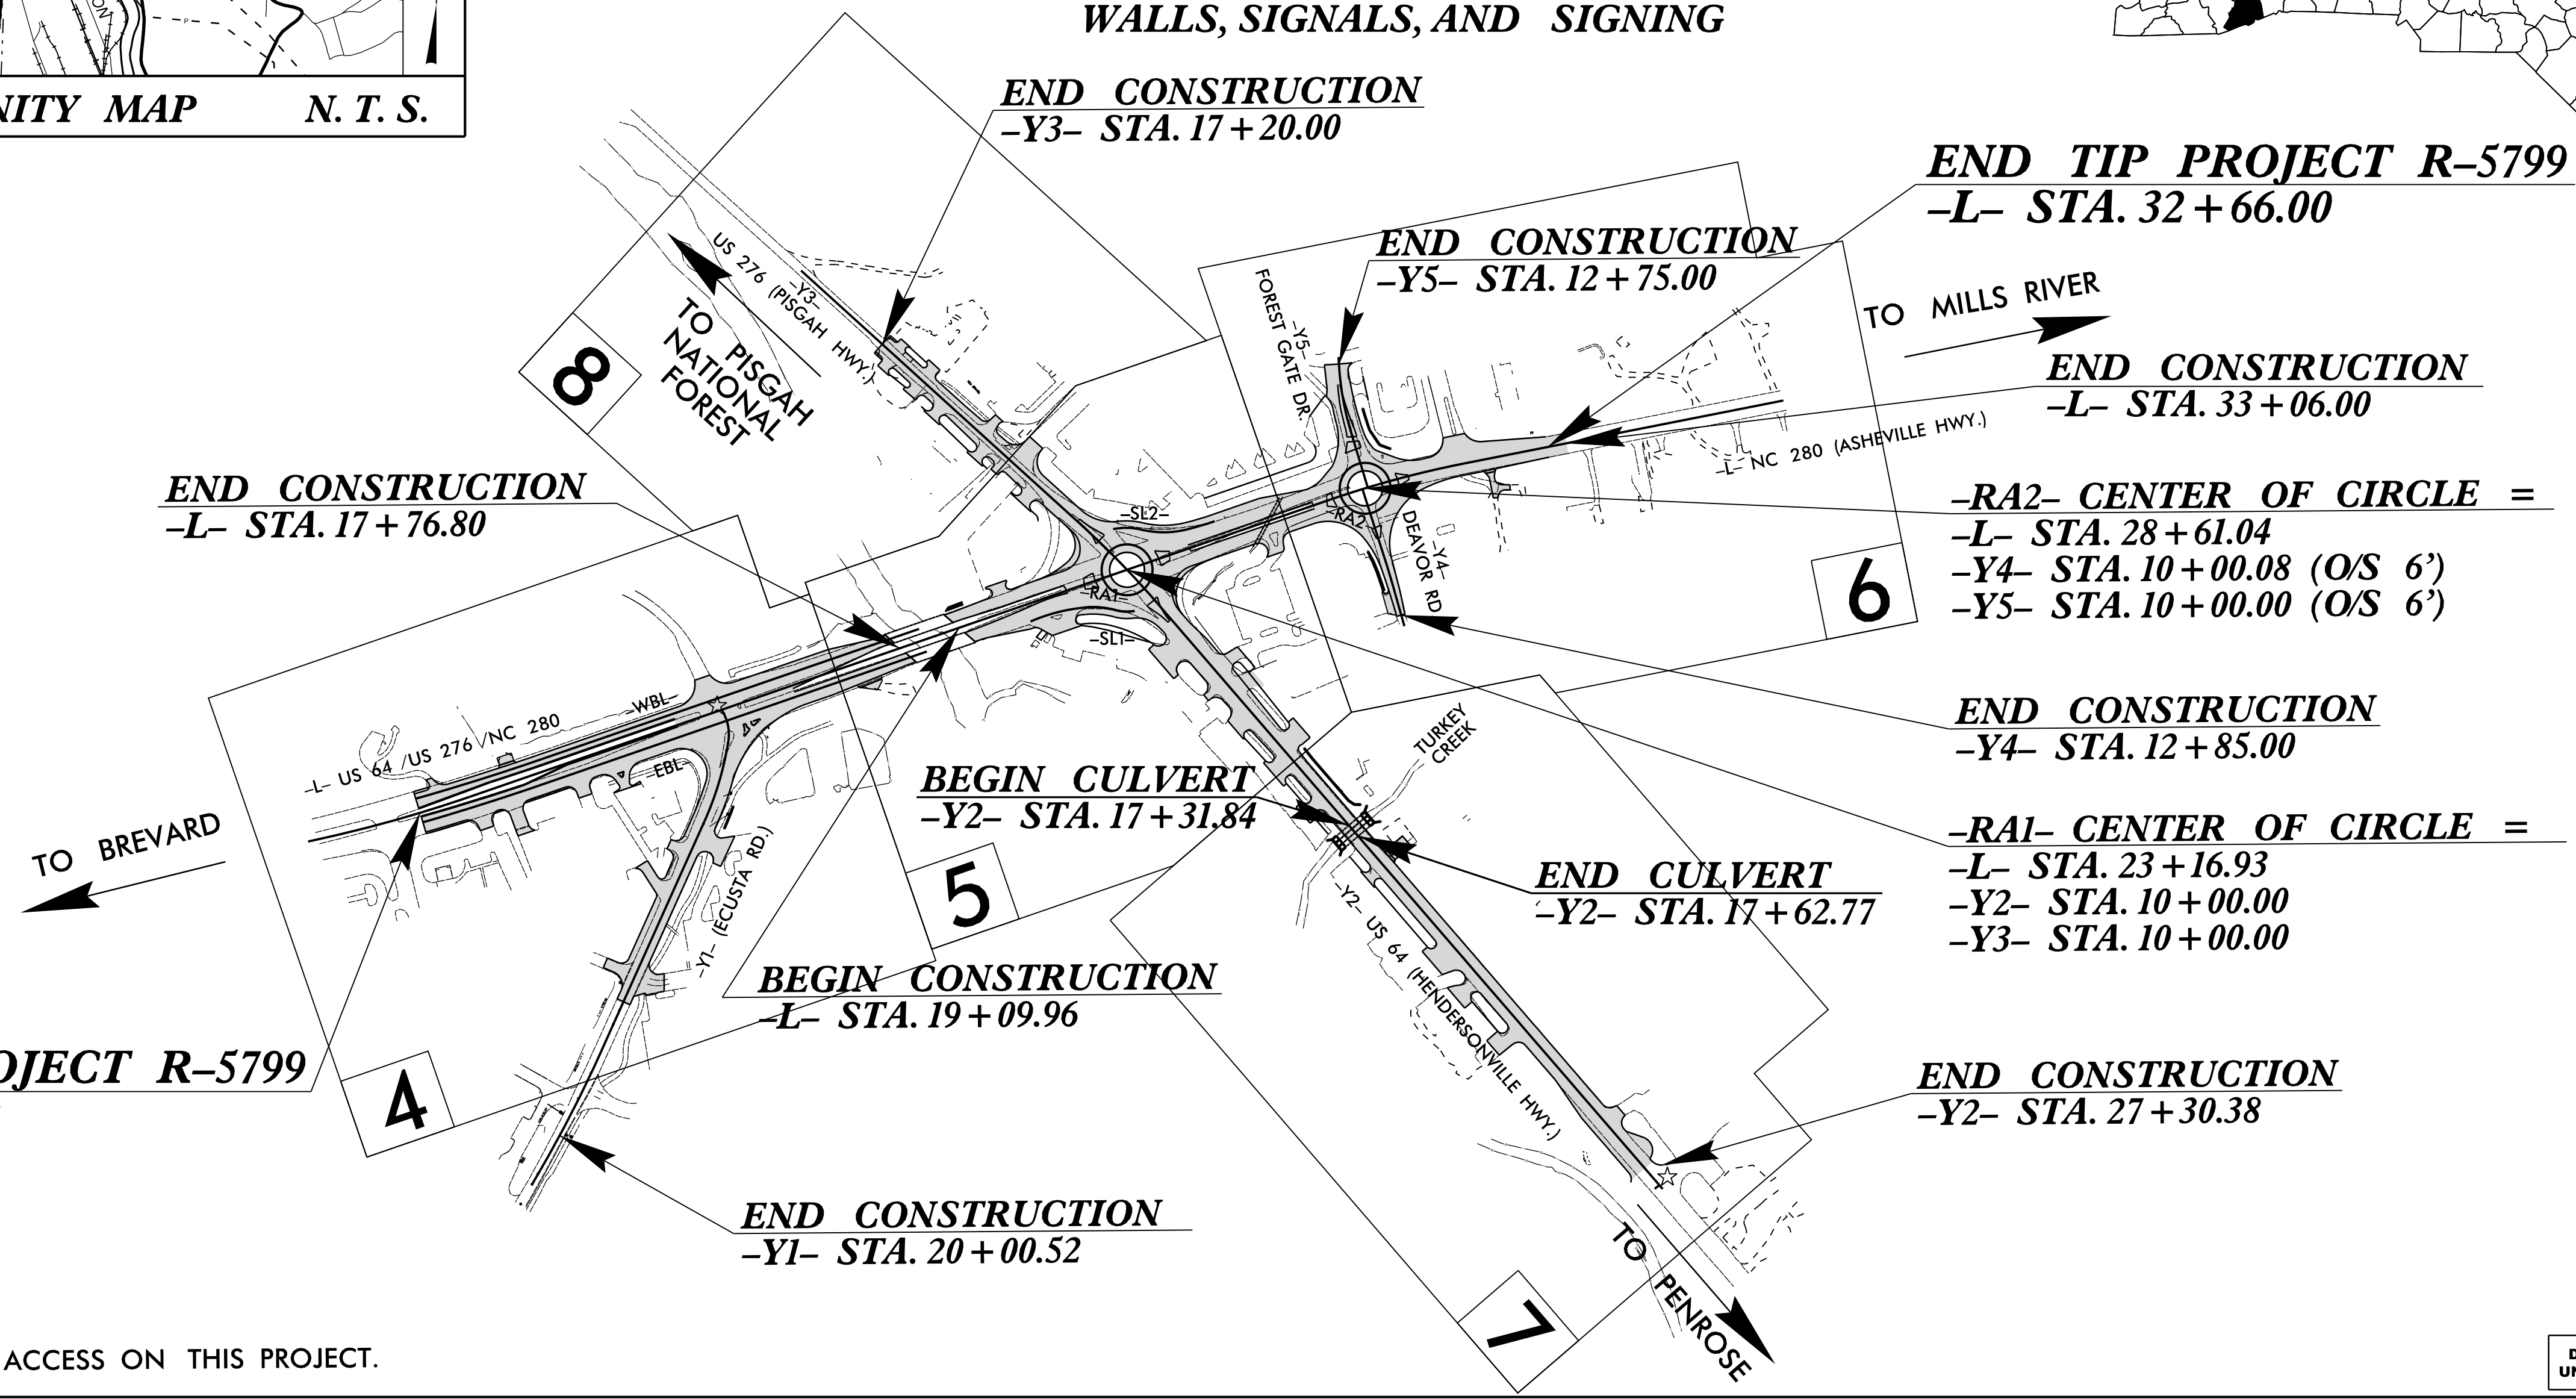 WALLS, SIGNALS, AND SIGNING
NITY MAP N. T. S.
END CONSTRUCTION
–Y3– STA. 17+20.00
END TIP PROJECT R–5799
–L– STA. 32+66.00
END CONSTRUCTION
–Y5– STA. 12+75.00
TO MILLS RIVER
END CONSTRUCTION
–L– STA. 33+06.00
–L– NC 280 (ASHEVILLE HWY.)
US 276 (PISGAH HWY.)
–Y3–
TO PISGAH
NATIONAL
FOREST
8
FOREST GATE DR.
–Y5–
END CONSTRUCTION
–L– STA. 17+76.80
–RA2– CENTER OF CIRCLE =
–L– STA. 28+61.04
–Y4– STA. 10+00.08 (O/S 6')
–Y5– STA. 10+00.00 (O/S 6')
–SL2–
–RA2–
DEAVOR RD
–Y4–
6
–RA1–
–SL1–
–WBL–
–L– US 64 /US 276 /NC 280
–EBL–
TO BREVARD
END CONSTRUCTION
–Y4– STA. 12+85.00
TURKEY
CREEK
BEGIN CULVERT
–Y2– STA. 17+31.84
–RA1– CENTER OF CIRCLE =
–L– STA. 23+16.93
–Y2– STA. 10+00.00
–Y3– STA. 10+00.00
5
END CULVERT
–Y2– STA. 17+62.77
–Y1– (ECUSTA RD.)
–Y2– US 64 (HENDERSONVILLE HWY.)
BEGIN CONSTRUCTION
–L– STA. 19+09.96
OJECT R–5799
4
END CONSTRUCTION
–Y2– STA. 27+30.38
END CONSTRUCTION
–Y1– STA. 20+00.52
7
TO PENROSE
ACCESS ON THIS PROJECT.